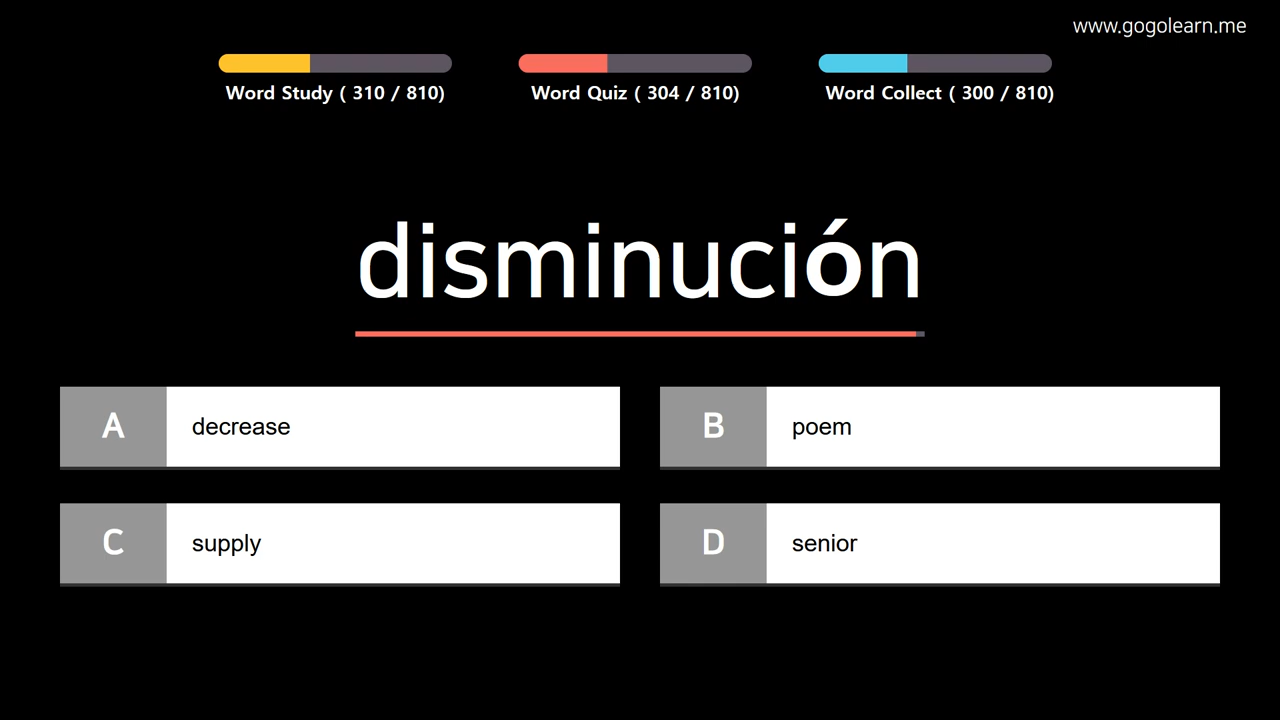 www.gogolearn.me
Word Study ( 310 / 810)
Word Quiz ( 304 / 810)
Word Collect ( 300 / 810)
disminución
A decrease
B poem
C supply
D senior